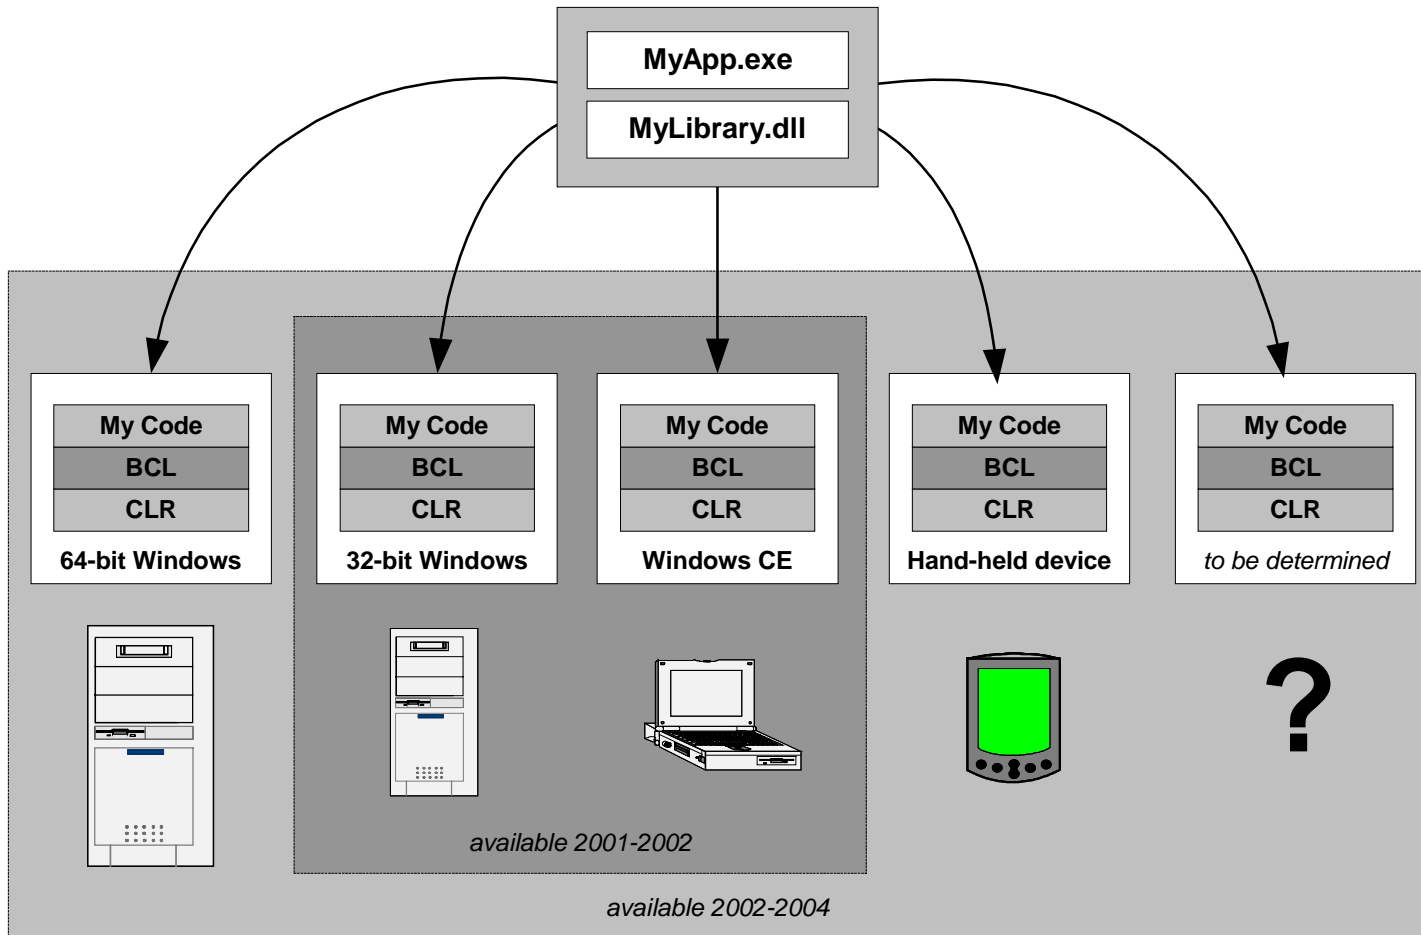 MyApp.exe
MyLibrary.dll
My Code
BCL
CLR
64-bit Windows
My Code
BCL
CLR
32-bit Windows
My Code
BCL
CLR
Windows CE
My Code
BCL
CLR
Hand-held device
My Code
BCL
CLR
to be determined
?
available 2001-2002
available 2002-2004